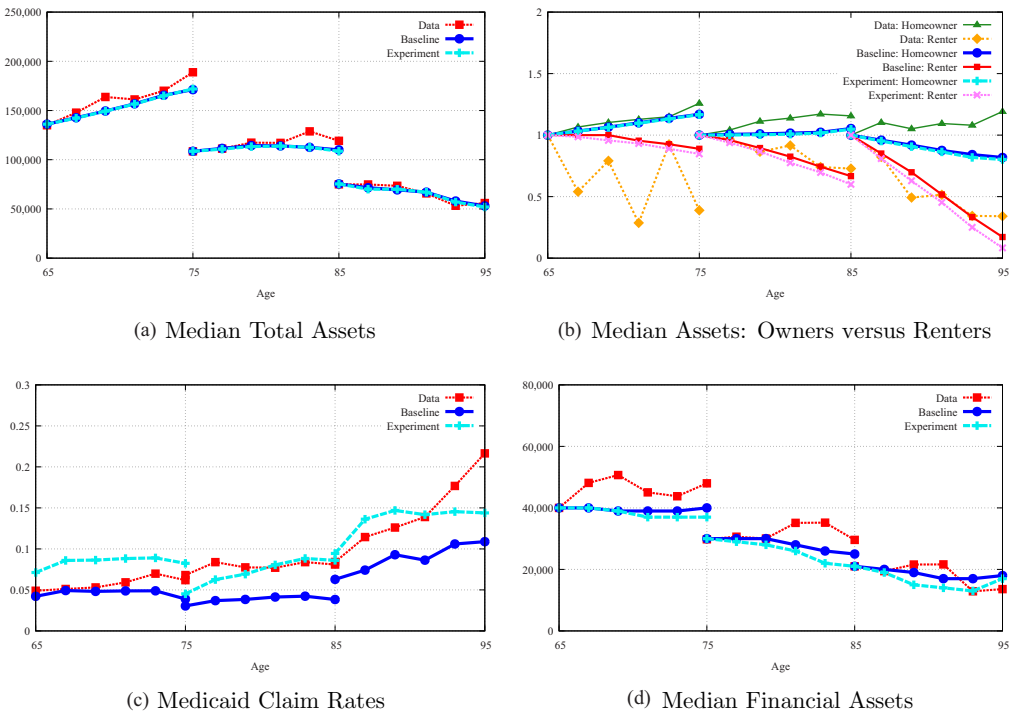 250,000
200,000
150,000
100,000
50,000
0
65
75
85
95
Age
Data
Baseline
Experiment
(a) Median Total Assets
2
1.5
1
0.5
0
65
75
85
95
Age
Data: Homeowner
Data: Renter
Baseline: Homeowner
Baseline: Renter
Experiment: Homeowner
Experiment: Renter
(b) Median Assets: Owners versus Renters
0.3
0.25
0.2
0.15
0.1
0.05
0
65
75
85
95
Age
Data
Baseline
Experiment
(c) Medicaid Claim Rates
80,000
60,000
40,000
20,000
0
65
75
85
95
Age
Data
Baseline
Experiment
(d) Median Financial Assets